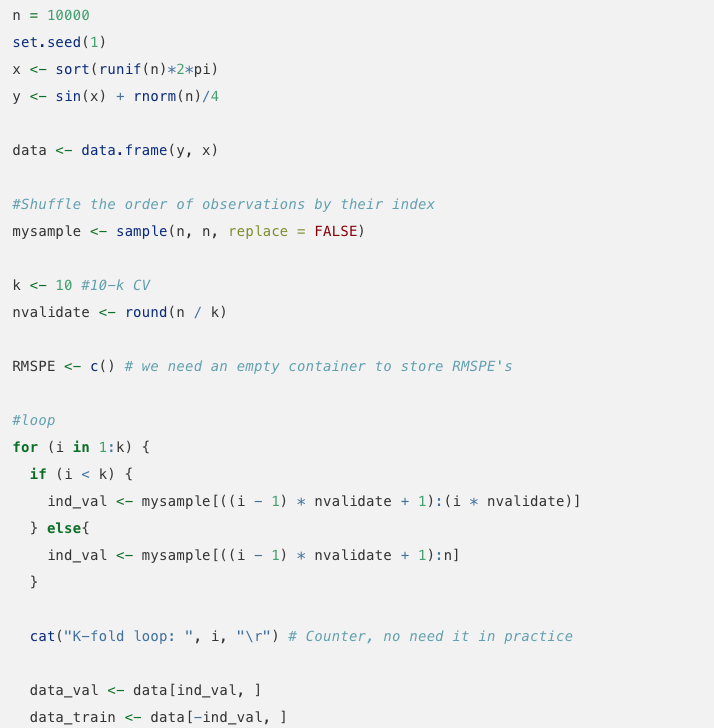 n = 10000
set.seed(1)
x <- sort(runif(n)*2*pi)
y <- sin(x) + rnorm(n)/4

data <- data.frame(y, x)

#Shuffle the order of observations by their index
mysample <- sample(n, n, replace = FALSE)

k <- 10 #10-k CV
nvalidate <- round(n / k)

RMSPE <- c() # we need an empty container to store RMSPE's

#loop
for (i in 1:k) {
  if (i < k) {
    ind_val <- mysample[((i - 1) * nvalidate + 1):(i * nvalidate)]
  } else{
    ind_val <- mysample[((i - 1) * nvalidate + 1):n]
  }

  cat("K-fold loop: ", i, "\r") # Counter, no need it in practice

  data_val <- data[ind_val, ]
  data_train <- data[-ind_val, ]